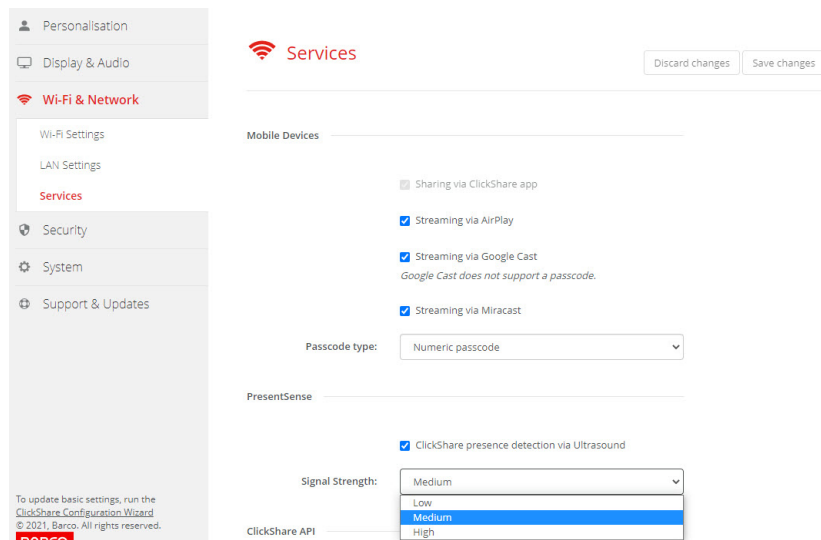 Personalisation
Display & Audio
Wi-Fi & Network
Wi-Fi Settings
LAN Settings
Services
Security
System
Support & Updates
To update basic settings, run the
ClickShare Configuration Wizard
© 2021, Barco. All rights reserved.
BARCO
Services
Discard changes
Save changes
Mobile Devices
Sharing via ClickShare app
Streaming via AirPlay
Streaming via Google Cast
Google Cast does not support a passcode.
Streaming via Miracast
Passcode type:
Numeric passcode
PresentSense
ClickShare presence detection via Ultrasound
Signal Strength:
Medium
Low
Medium
High
ClickShare API